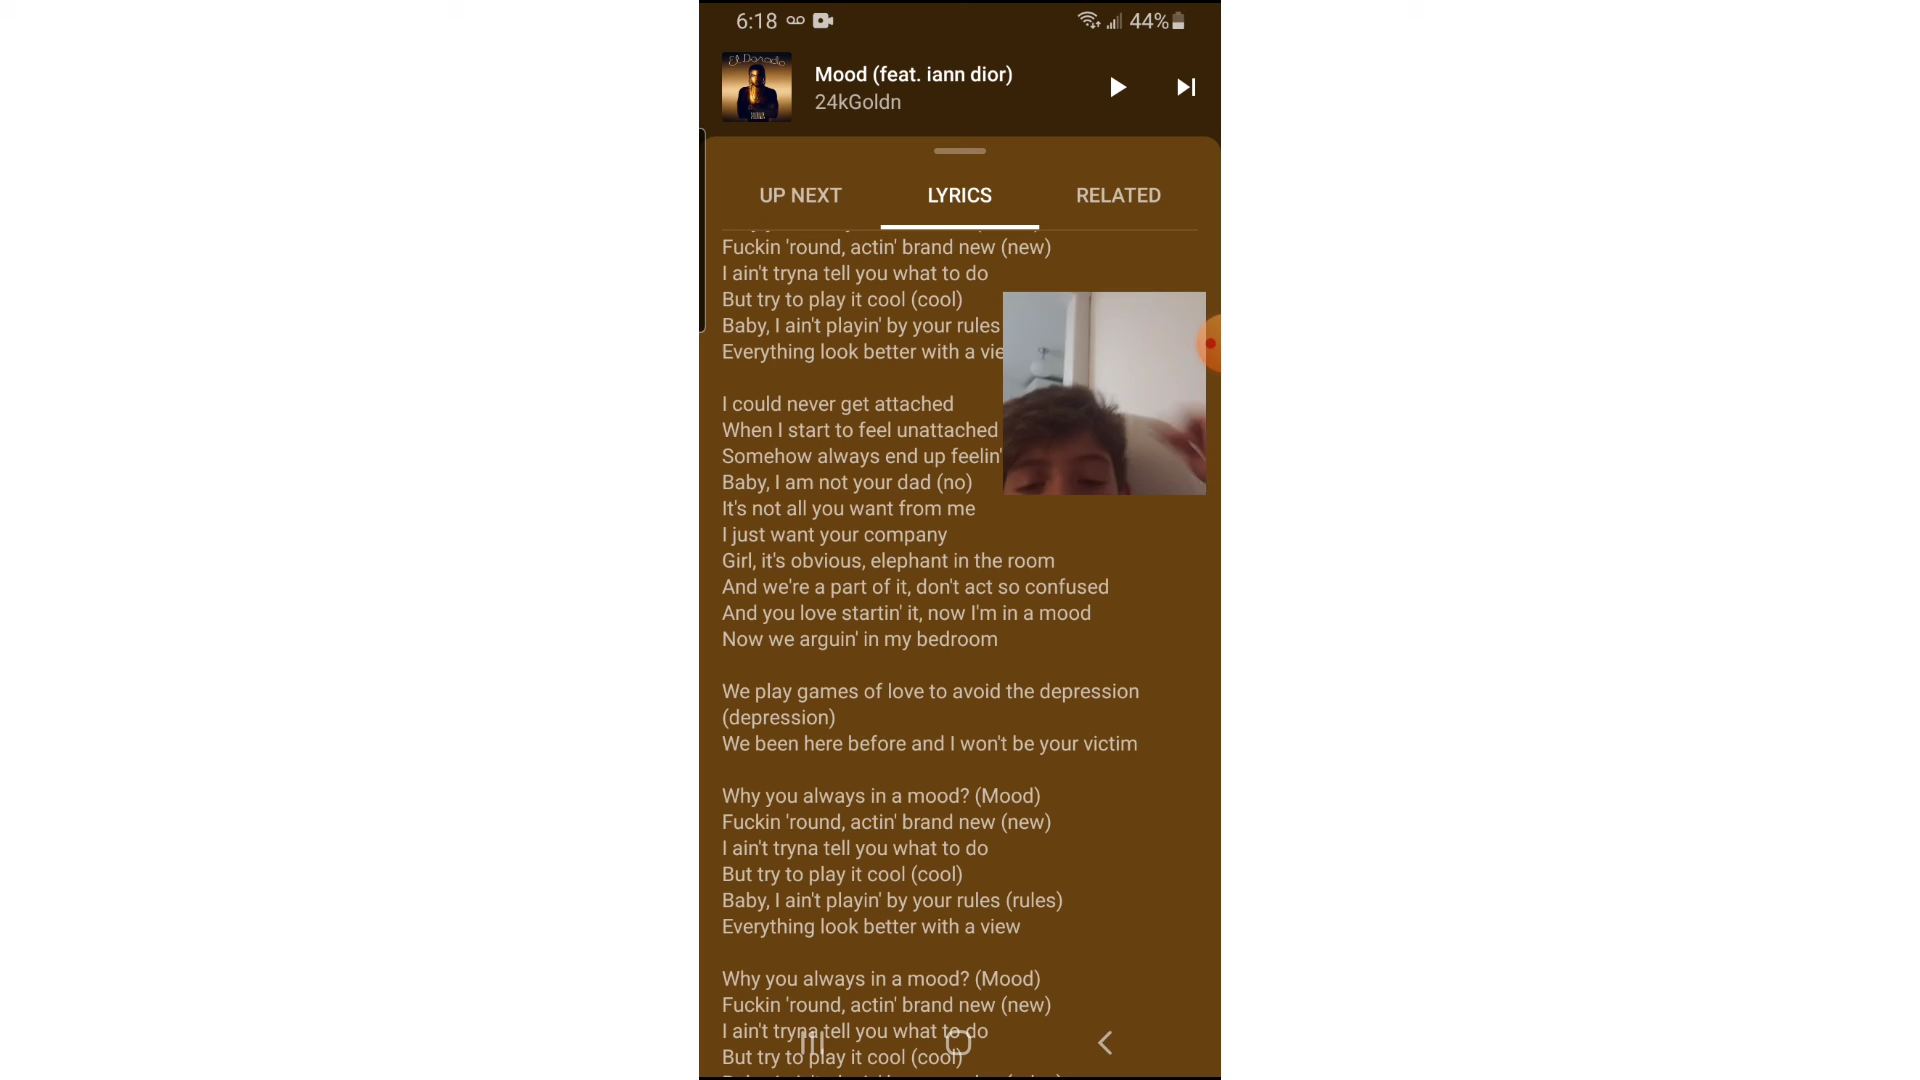 6:18
44%
El Dorado
Mood (feat. iann dior)
24kGoldn
UP NEXT
LYRICS
RELATED
Fuckin 'round, actin' brand new (new)
I ain't tryna tell you what to do
But try to play it cool (cool)
Baby, I ain't playin' by your rules
Everything look better with a vie
I could never get attached
When I start to feel unattached
Somehow always end up feelin'
Baby, I am not your dad (no)
It's not all you want from me
I just want your company
Girl, it's obvious, elephant in the room
And we're a part of it, don't act so confused
And you love startin' it, now I'm in a mood
Now we arguin' in my bedroom
We play games of love to avoid the depression
(depression)
We been here before and I won't be your victim
Why you always in a mood? (Mood)
Fuckin 'round, actin' brand new (new)
I ain't tryna tell you what to do
But try to play it cool (cool)
Baby, I ain't playin' by your rules (rules)
Everything look better with a view
Why you always in a mood? (Mood)
Fuckin 'round, actin' brand new (new)
I ain't tryna tell you what to do
But try to play it cool (cool)